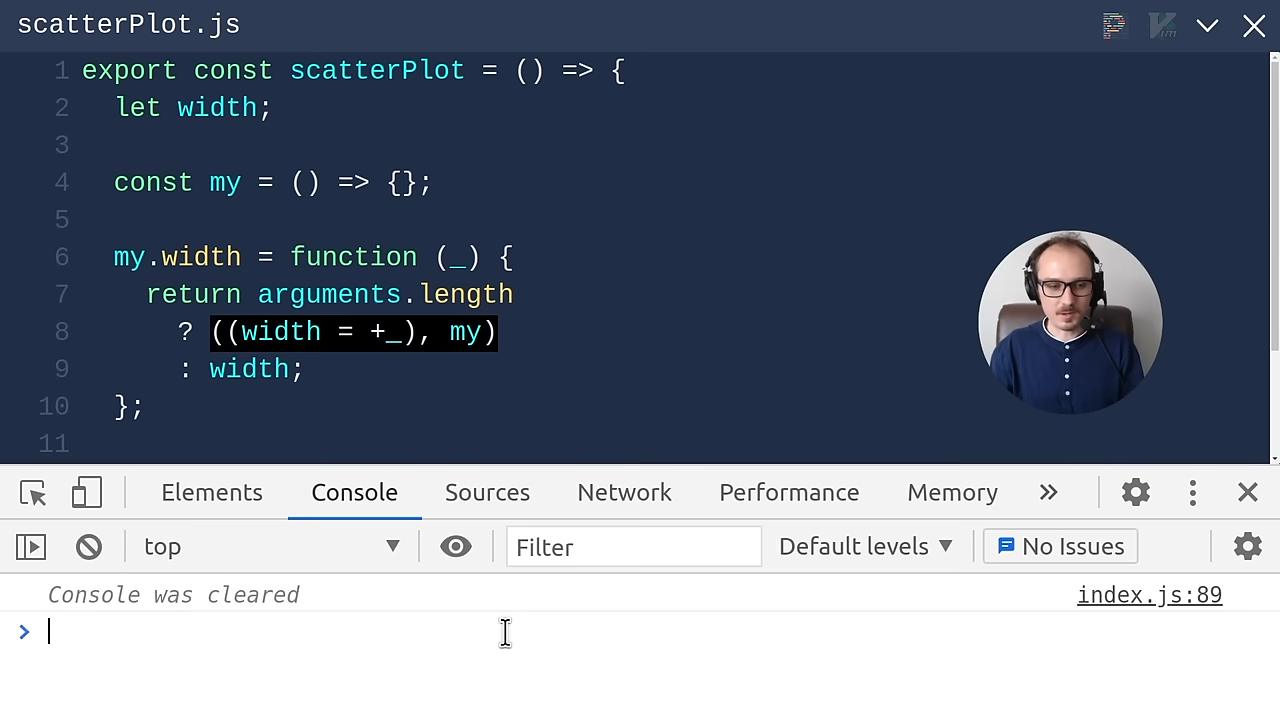 scatterPlot.js
1 export const scatterPlot = () => {
2   let width;
3
4   const my = () => {};
5
6   my.width = function (_) {
7     return arguments.length
8       ? ((width = +_), my)
9       : width;
10   };
11
Elements Console Sources Network Performance Memory »
top Filter Default levels No Issues
Console was cleared index.js:89
>